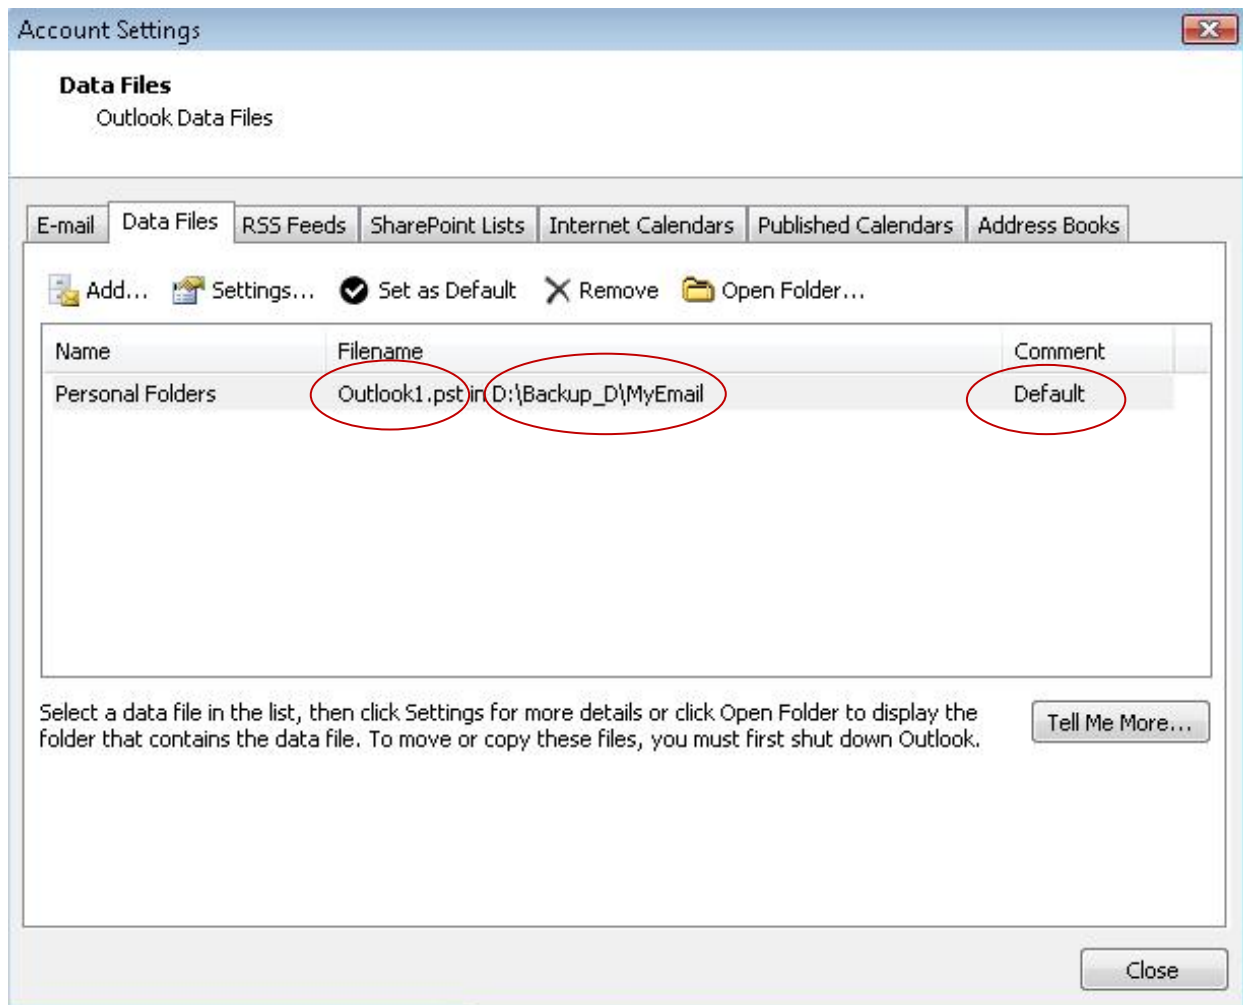 Account Settings
Data Files
Outlook Data Files
E-mail Data Files RSS Feeds SharePoint Lists Internet Calendars Published Calendars Address Books
Add... Settings... Set as Default Remove Open Folder...
Name Filename Comment
Personal Folders Outlook1.pst in D:\Backup_D\MyEmail Default
Select a data file in the list, then click Settings for more details or click Open Folder to display the
folder that contains the data file. To move or copy these files, you must first shut down Outlook.
Tell Me More...
Close